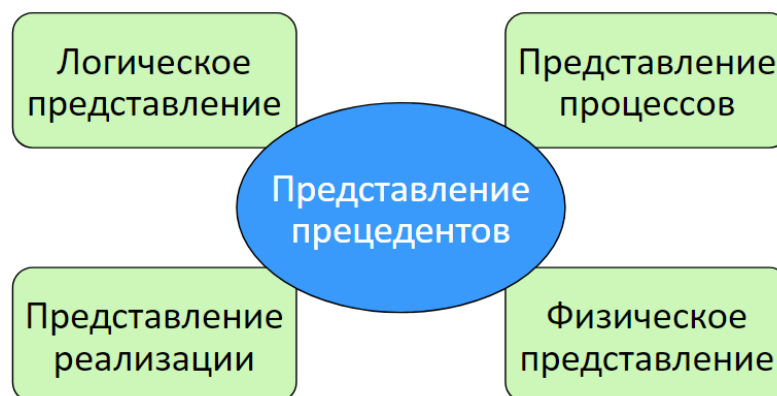 Логическое
представление
Представление
процессов
Представление
прецедентов
Представление
реализации
Физическое
представление